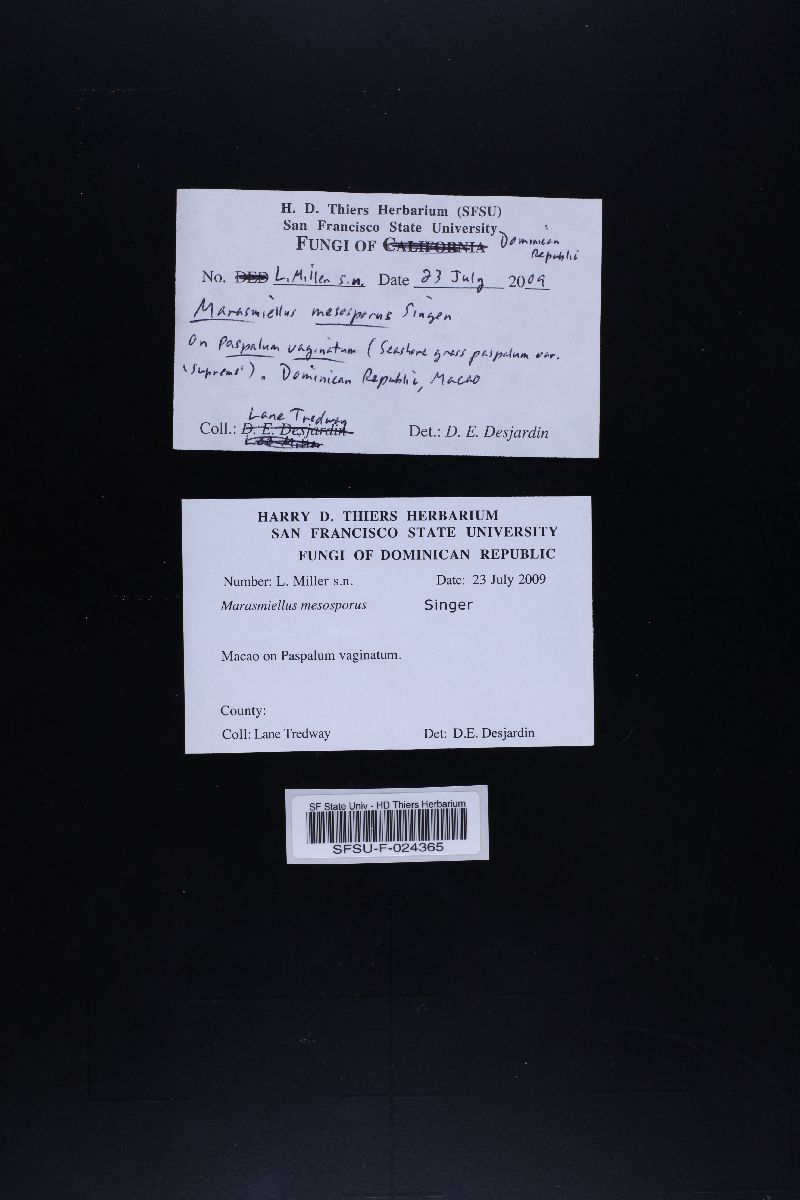 H. D. Thiers Herbarium (SFSU)
San Francisco State University
FUNGI OF CALIFORNIA Dominican Republic
No. DED L. Miller s.n. Date 23 July 2009
Marasmiellus mesosporus Singer
On Paspalum vaginatum (Seashore grass paspalum var.
'Supreme'). Dominican Republic, Macao
Lane Tredway
Coll.: D. E. Desjardin Det.: D. E. Desjardin
HARRY D. THIERS HERBARIUM
SAN FRANCISCO STATE UNIVERSITY
FUNGI OF DOMINICAN REPUBLIC
Number: L. Miller s.n. Date: 23 July 2009
Marasmiellus mesosporus Singer
Macao on Paspalum vaginatum.
County:
Coll: Lane Tredway Det: D.E. Desjardin
SF State Univ - HD Thiers Herbarium
SFSU-F-024365